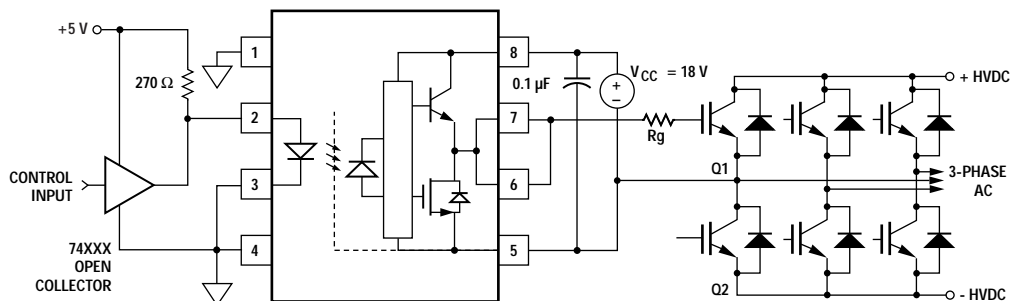 +5 V
270 Ω
1
2
3
4
CONTROL
INPUT
74XXX
OPEN
COLLECTOR
8
7
6
5
0.1 µF
VCC = 18 V
+
−
Rg
Q1
Q2
+ HVDC
3-PHASE
AC
- HVDC